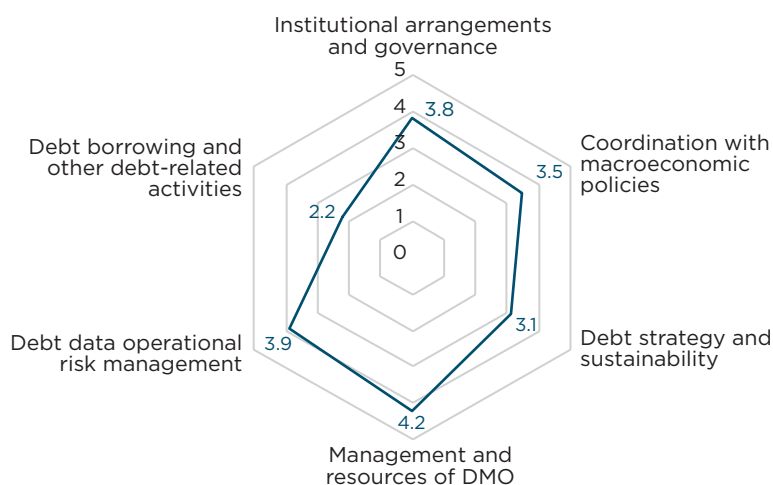 Institutional arrangements
and governance
5
4
3.8
3
2
1
0
Coordination with
macroeconomic
policies
3.5
Debt strategy and
sustainability
3.1
4.2
Management and
resources of DMO
Debt data operational
risk management
3.9
Debt borrowing and
other debt-related
activities
2.2